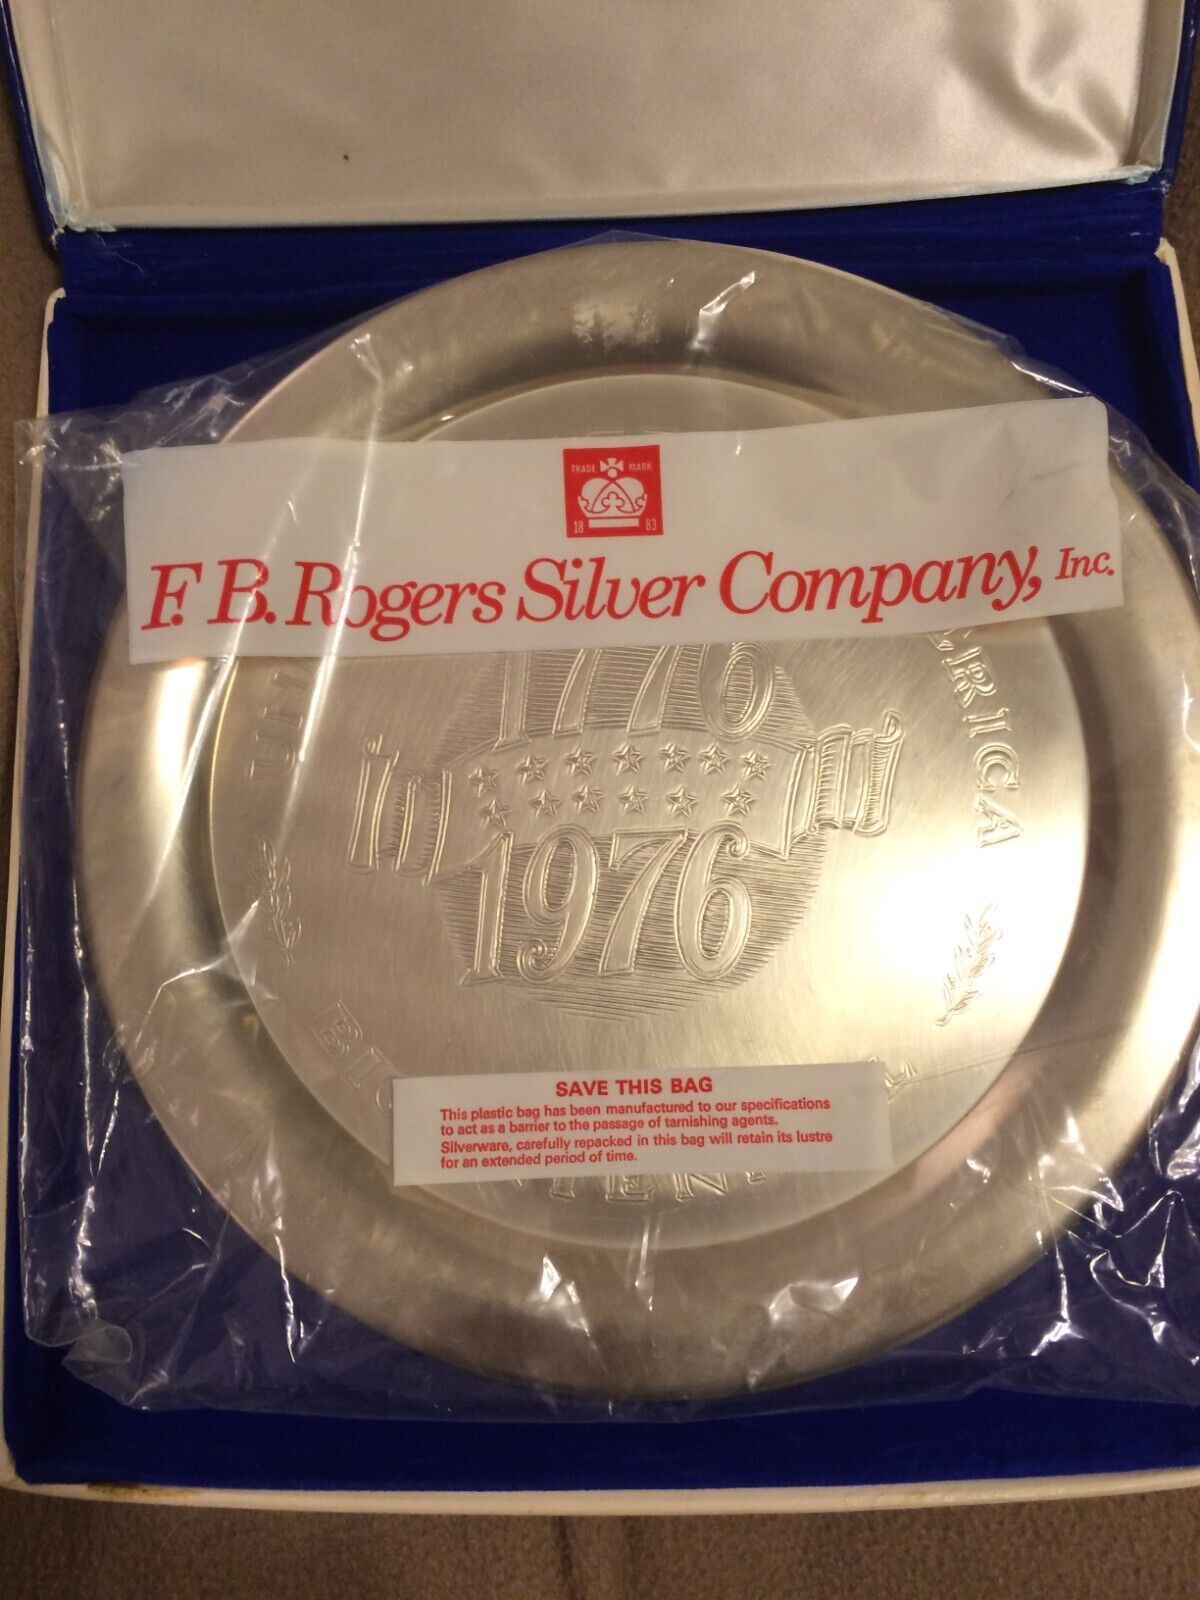 TRADE MARK
18 83
F. B. Rogers Silver Company, Inc.
1776
ERICA
1976
SAVE THIS BAG
This plastic bag has been manufactured to our specifications
to act as a barrier to the passage of tarnishing agents.
Silverware, carefully repacked in this bag will retain its lustre
for an extended period of time.